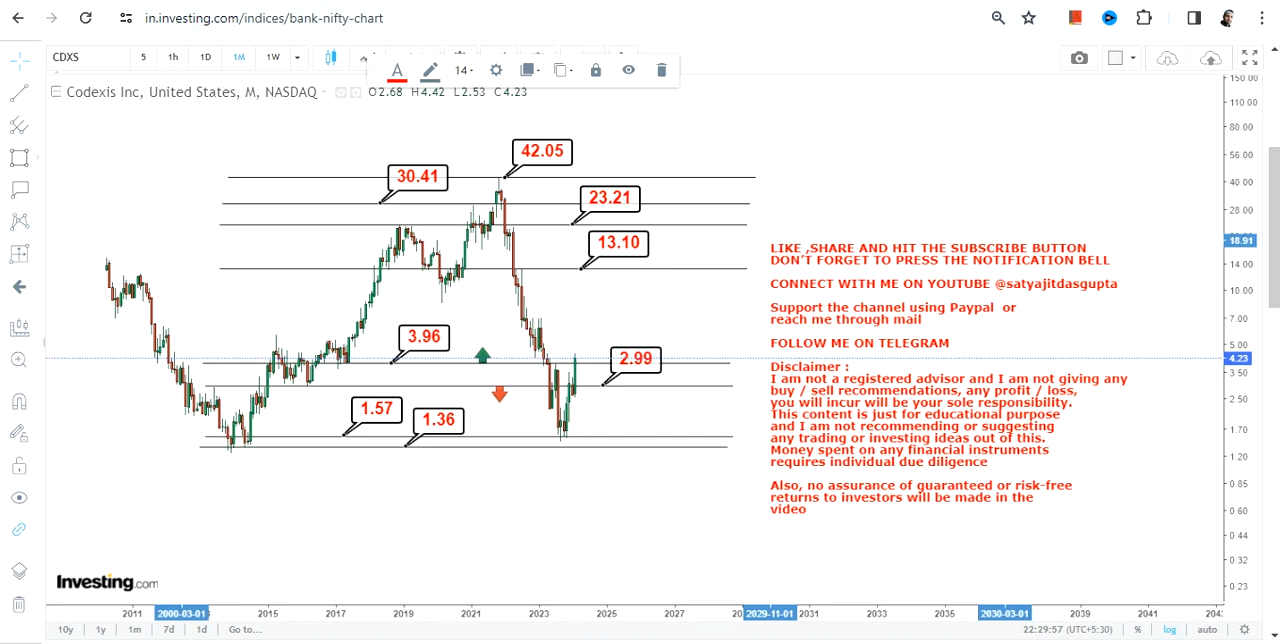 in.investing.com/indices/bank-nifty-chart
CDXS 5 1h 1D 1M 1W 14
Codexis Inc, United States, M, NASDAQ O2.68 H4.42 L2.53 C4.23
150.00
110.00
80.00
56.00
40.00
28.00
18.91
14.00
10.00
7.00
5.00
4.23
3.50
2.50
1.70
1.20
0.85
0.60
0.44
0.32
0.23
42.05
30.41
23.21
13.10
3.96
2.99
1.57
1.36
LIKE ,SHARE AND HIT THE SUBSCRIBE BUTTON
DON'T FORGET TO PRESS THE NOTIFICATION BELL
CONNECT WITH ME ON YOUTUBE @satyajitdasgupta
Support the channel using Paypal or
reach me through mail
FOLLOW ME ON TELEGRAM
Disclaimer :
I am not a registered advisor and I am not giving any
buy / sell recommendations, any profit / loss,
you will incur will be your sole responsibility.
This content is just for educational purpose
and I am not recommending or suggesting
any trading or investing ideas out of this.
Money spent on any financial instruments
requires individual due diligence
Also, no assurance of guaranteed or risk-free
returns to investors will be made in the
video
Investing.com
2011 2000-03-01 2015 2017 2019 2021 2023 2025 2027 2029-11-01 2031 2033 2035 2030-03-01 2039 2041
10y 1y 1m 7d 1d Go to... 22:29:57 (UTC+5:30) % log auto